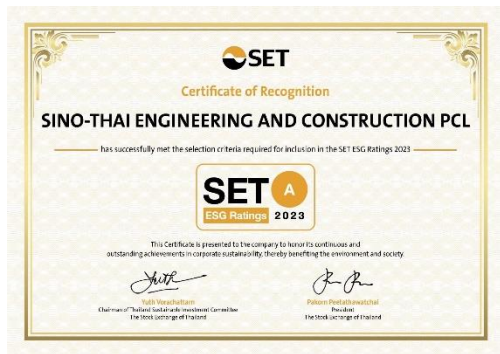 SET
Certificate of Recognition
SINO-THAI ENGINEERING AND CONSTRUCTION PCL
has successfully met the selection criteria required for inclusion in the SET ESG Ratings 2023
SET A
ESG Ratings 2023
This Certificate is presented to the company to honor its continuous and
outstanding achievements in corporate sustainability, thereby benefiting the environment and society
Yuth Vorachattarn
Pakorn Peetathawatchai
Chairman of Thailand Sustainable Investment Committee
President
The Stock Exchange of Thailand
The Stock Exchange of Thailand